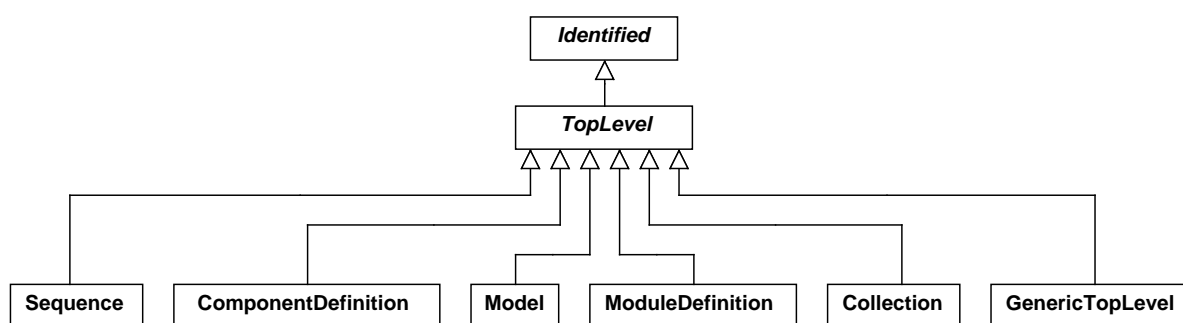 Identified
TopLevel
Sequence
ComponentDefinition
Model
ModuleDefinition
Collection
GenericTopLevel